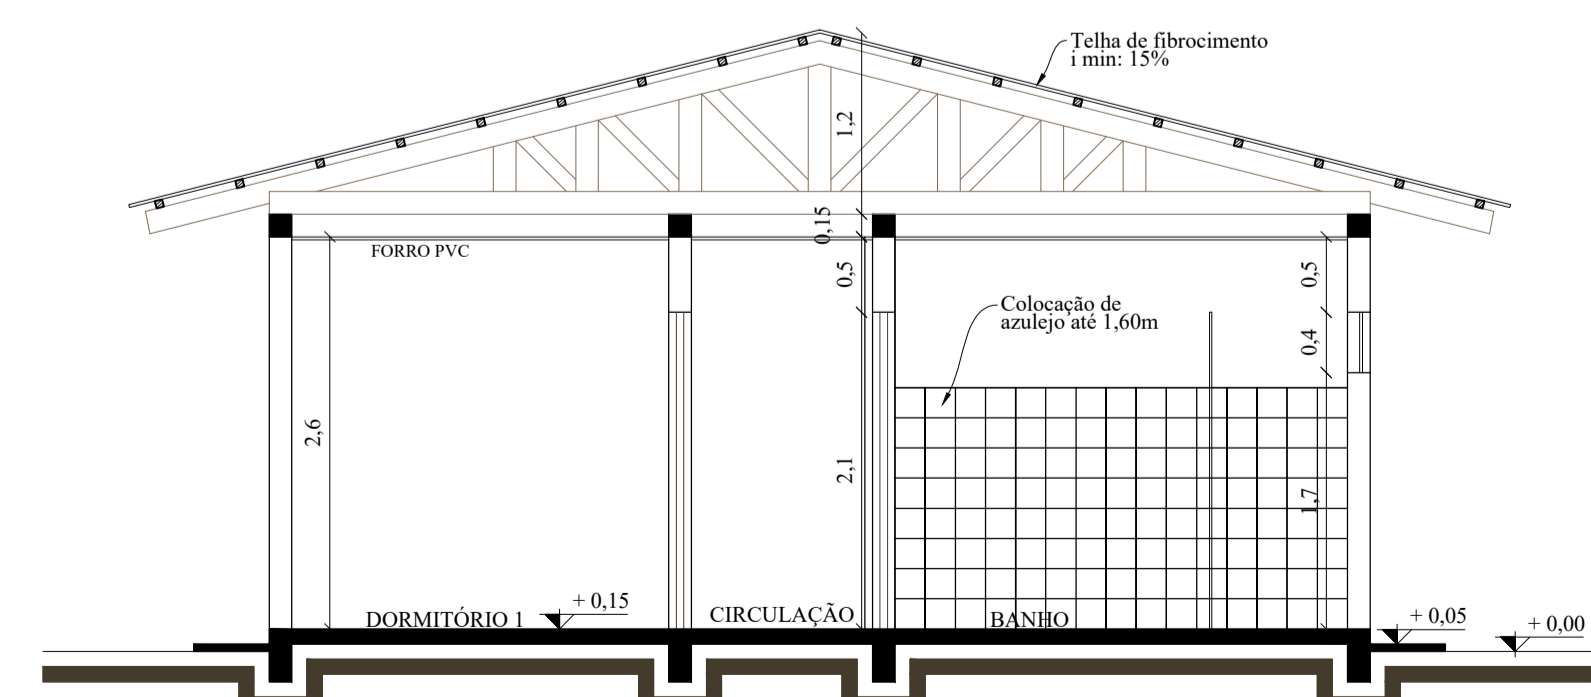 Telha de fibrocimento
i min: 15%
1,2
0,15
FORRO PVC
0,5
0,5
Colocação de
azulejo até 1,60m
0,4
2,6
2,1
1,7
+ 0,15
DORMITÓRIO 1
CIRCULAÇÃO
BANHO
+ 0,05
+ 0,00